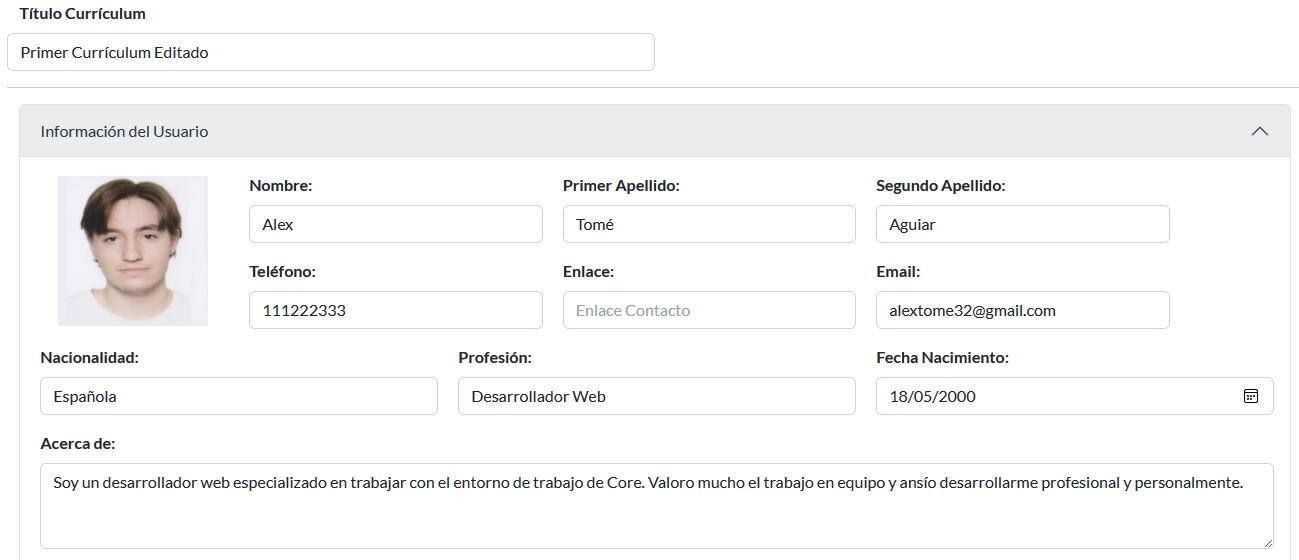 Título Currículum
Primer Currículum Editado
Información del Usuario
Nombre: Primer Apellido: Segundo Apellido:
Alex Tomé Aguiar
Teléfono: Enlace: Email:
111222333 Enlace Contacto alextome32@gmail.com
Nacionalidad: Profesión: Fecha Nacimiento:
Española Desarrollador Web 18/05/2000
Acerca de:
Soy un desarrollador web especializado en trabajar con el entorno de trabajo de Core. Valoro mucho el trabajo en equipo y ansío desarrollarme profesional y personalmente.